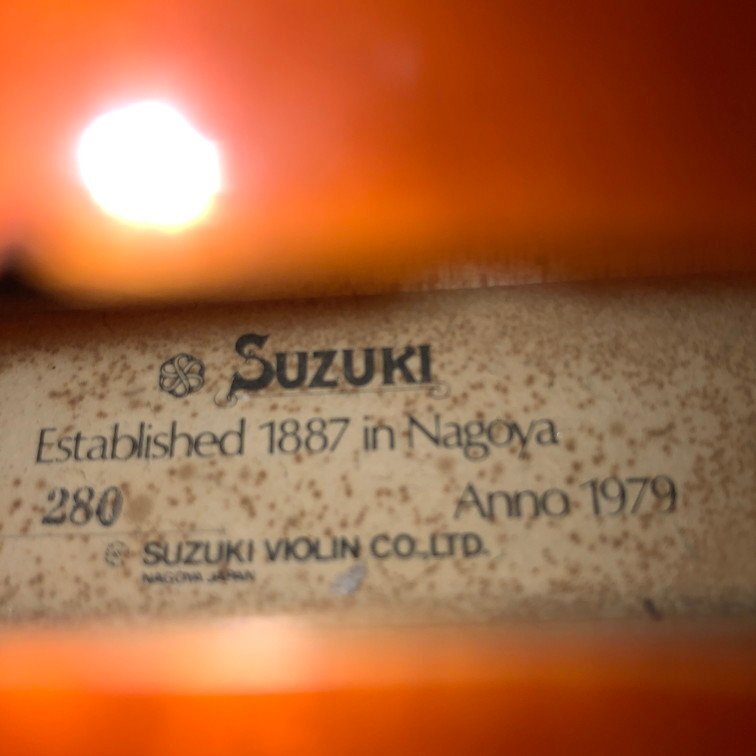 SUZUKI
Established 1887 in Nagoya
280 Anno 1979
SUZUKI VIOLIN CO.,LTD.
NAGOYA JAPAN